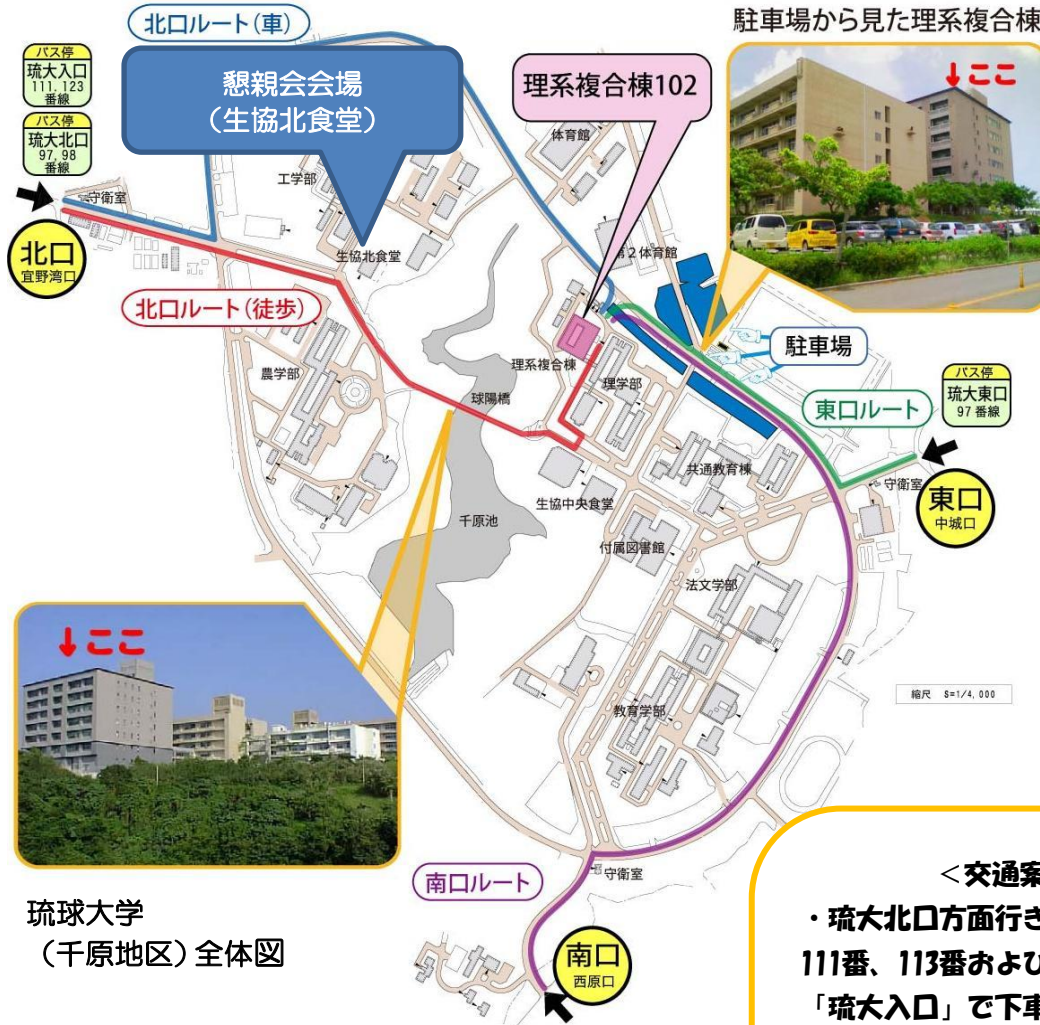 北口ルート（車）
駐車場から見た理系複合棟
↓ここ
バス停
琉大入口
111. 123
番線
バス停
琉大北口
97, 98
番線
懇親会会場
（生協北食堂）
理系複合棟102
体育館
工学部
守衛室
北口
宜野湾口
生協北食堂
第２体育館
北口ルート（徒歩）
駐車場
理系複合棟
理学部
農学部
球陽橋
バス停
琉大東口
97 番線
東口ルート
共通教育棟
守衛室
東口
中城口
生協中央食堂
千原池
付属図書館
法文学部
↓ここ
縮尺 S=1/4,000
教育学部
南口ルート
守衛室
琉球大学
（千原地区）全体図
南口
西原口
＜交通案
・琉大北口方面行き
111番、113番およひ
「琉大入口」で下車